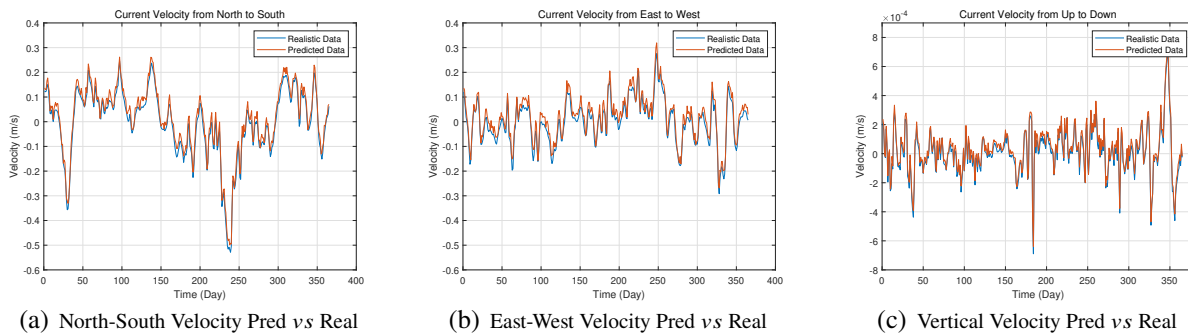 Current Velocity from North to South
Realistic Data
Predicted Data
Velocity (m/s)
0.4
0.3
0.2
0.1
0
-0.1
-0.2
-0.3
-0.4
-0.5
-0.6
0 50 100 150 200 250 300 350 400
Time (Day)
(a) North-South Velocity Pred vs Real
Current Velocity from East to West
Realistic Data
Predicted Data
Velocity (m/s)
0.4
0.3
0.2
0.1
0
-0.1
-0.2
-0.3
-0.4
-0.5
-0.6
0 50 100 150 200 250 300 350 400
Time (Day)
(b) East-West Velocity Pred vs Real
×10⁻⁴
Current Velocity from Up to Down
Realistic Data
Predicted Data
Velocity (m/s)
8
6
4
2
0
-2
-4
-6
-8
0 50 100 150 200 250 300 350
Time (Day)
(c) Vertical Velocity Pred vs Real